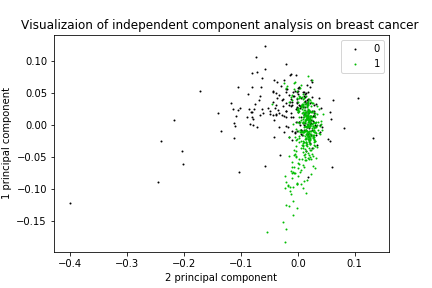 Visualizaion of independent component analysis on breast cancer
0
1
0.10
0.05
0.00
−0.05
−0.10
−0.15
1 principal component
−0.4 −0.3 −0.2 −0.1 0.0 0.1
2 principal component